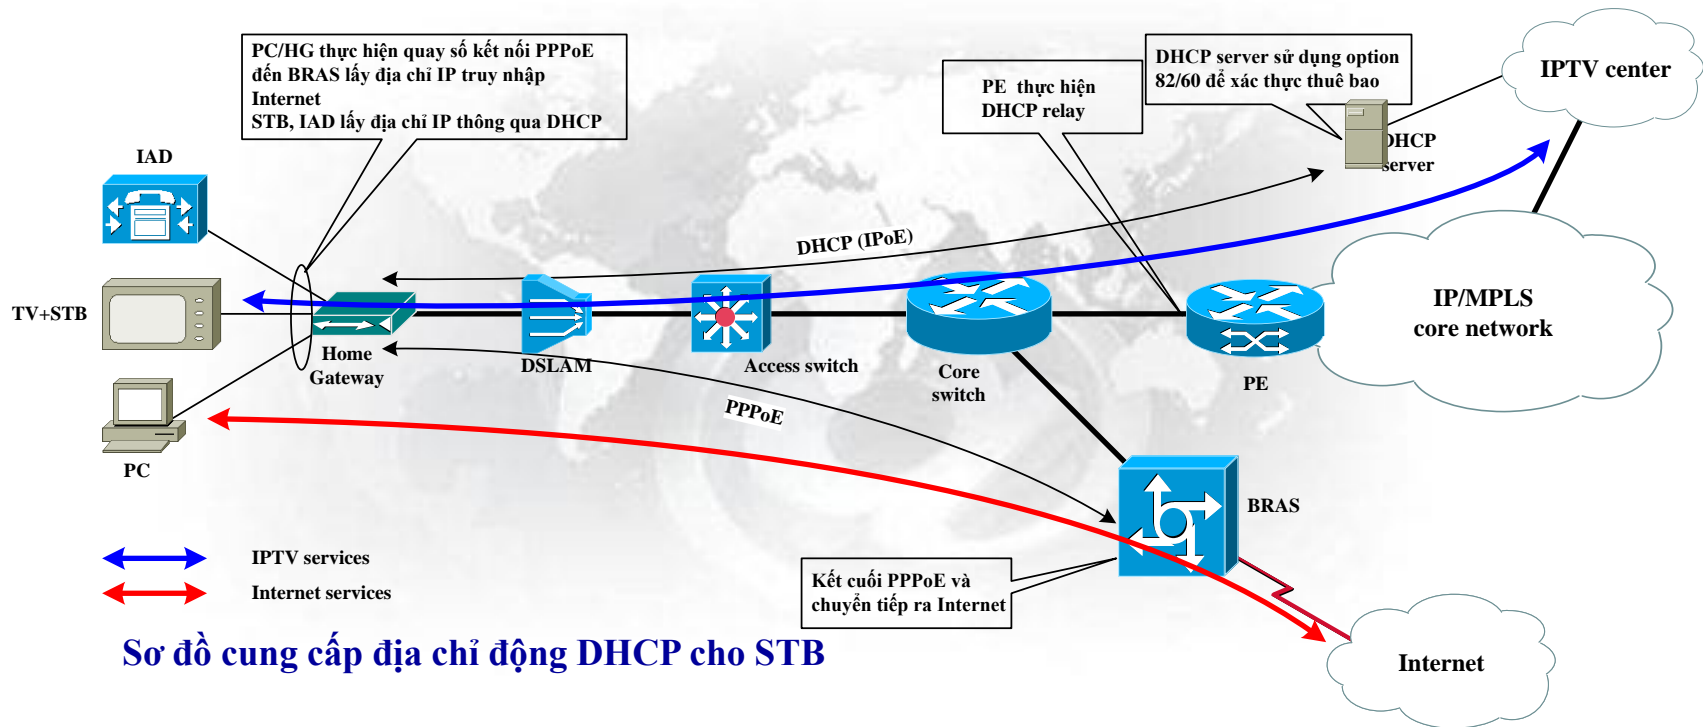 PC/HG thực hiện quay số kết nối PPPoE
đến BRAS lấy địa chỉ IP truy nhập
Internet
STB, IAD lấy địa chỉ IP thông qua DHCP
PE thực hiện
DHCP relay
DHCP server sử dụng option
82/60 để xác thực thuê bao
IPTV center
DHCP
server
IAD
DHCP (IPoE)
TV+STB
IP/MPLS
core network
Home
Gateway
DSLAM
Access switch
Core
switch
PE
PPPoE
PC
BRAS
IPTV services
Internet services
Kết cuối PPPoE và
chuyển tiếp ra Internet
Sơ đồ cung cấp địa chỉ động DHCP cho STB
Internet